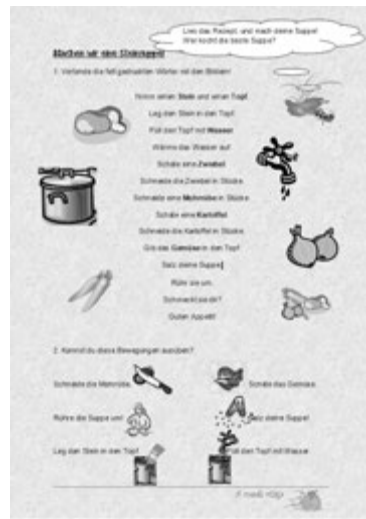 Lies das Rezept, und mach deine Suppe!
Wer kocht die beste Suppe?
Machen wir eine Steinsuppe!
1. Verbinde die fett gedruckten Wörter mit den Bildern!
Nimm einen Stein und einen Topf.
Leg den Stein in den Topf.
Füll den Topf mit Wasser.
Wärme das Wasser auf.
Schäle eine Zwiebel.
Schneide die Zwiebel in Stücke.
Schneide eine Mohrrübe in Stücke.
Schäle eine Kartoffel.
Schneide die Kartoffel in Stücke.
Gib das Gemüse in den Topf.
Salz deine Suppe!
Rühr sie um.
Schmeckt sie dir?
Guten Appetit!
2. Kannst du diese Bewegungen ausüben?
Schneide die Mohrrübe.
Schäle das Gemüse.
Rühre die Suppe um!
Salz deine Suppe!
Leg den Stein in den Topf.
Füll den Topf mit Wasser.